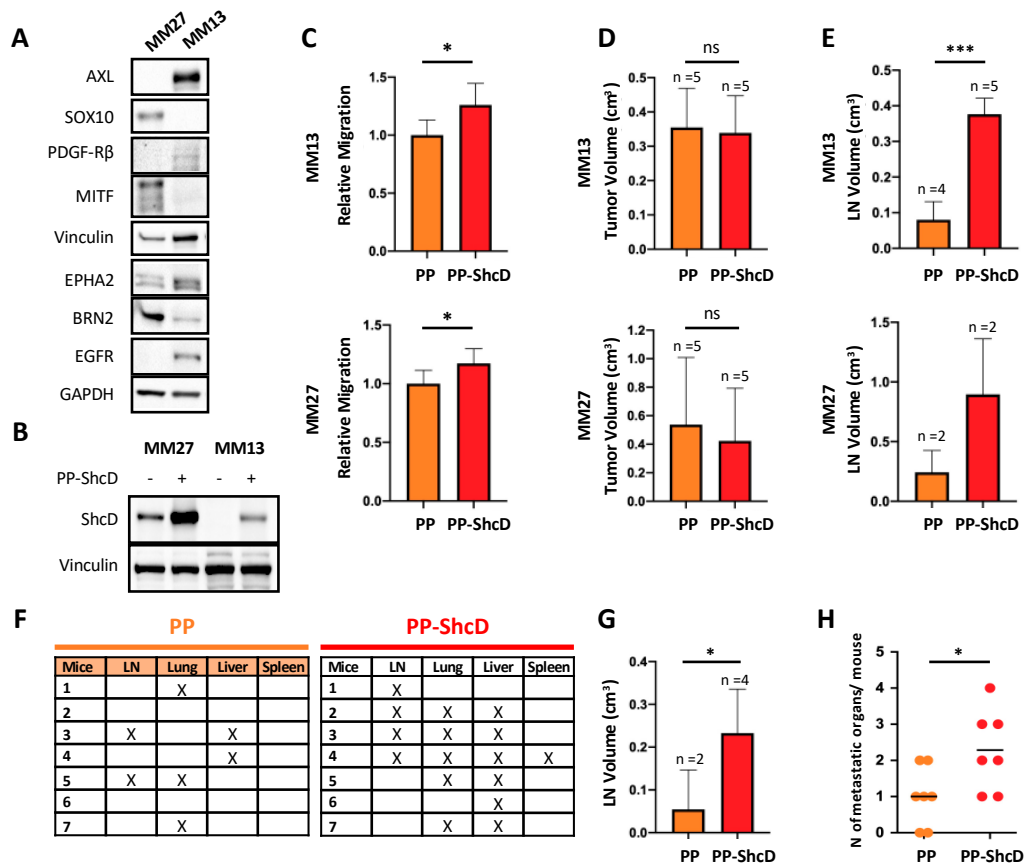 A
MM27
MM13
AXL
SOX10
PDGF-Rβ
MITF
Vinculin
EPHA2
BRN2
EGFR
GAPDH
B
MM27 MM13
PP-ShcD - + - +
ShcD
Vinculin
C
MM13
Relative Migration
*
1.5
1.0
0.5
0.0
PP PP-ShcD
MM27
Relative Migration
*
1.5
1.0
0.5
0.0
PP PP-ShcD
D
MM13
Tumor Volume (cm³)
ns
n =5 n =5
0.5
0.4
0.3
0.2
0.1
0.0
PP PP-ShcD
MM27
Tumor Volume (cm³)
ns
n =5 n =5
1.2
1.0
0.8
0.6
0.4
0.2
0.0
PP PP-ShcD
E
MM13
LN Volume (cm³)
***
n =4 n =5
0.5
0.4
0.3
0.2
0.1
0.0
PP PP-ShcD
MM27
LN Volume (cm³)
n =2 n =2
1.5
1.0
0.5
0.0
PP PP-ShcD
F
PP
Mice LN Lung Liver Spleen
1 X
2
3 X X
4 X
5 X X
6
7 X
PP-ShcD
Mice LN Lung Liver Spleen
1 X
2 X X X
3 X X X
4 X X X X
5 X X
6 X
7 X X
G
LN Volume (cm³)
*
n =2 n =4
0.4
0.3
0.2
0.1
0.0
PP PP-ShcD
H
N of metastatic organs/ mouse
*
5
4
3
2
1
0
PP PP-ShcD